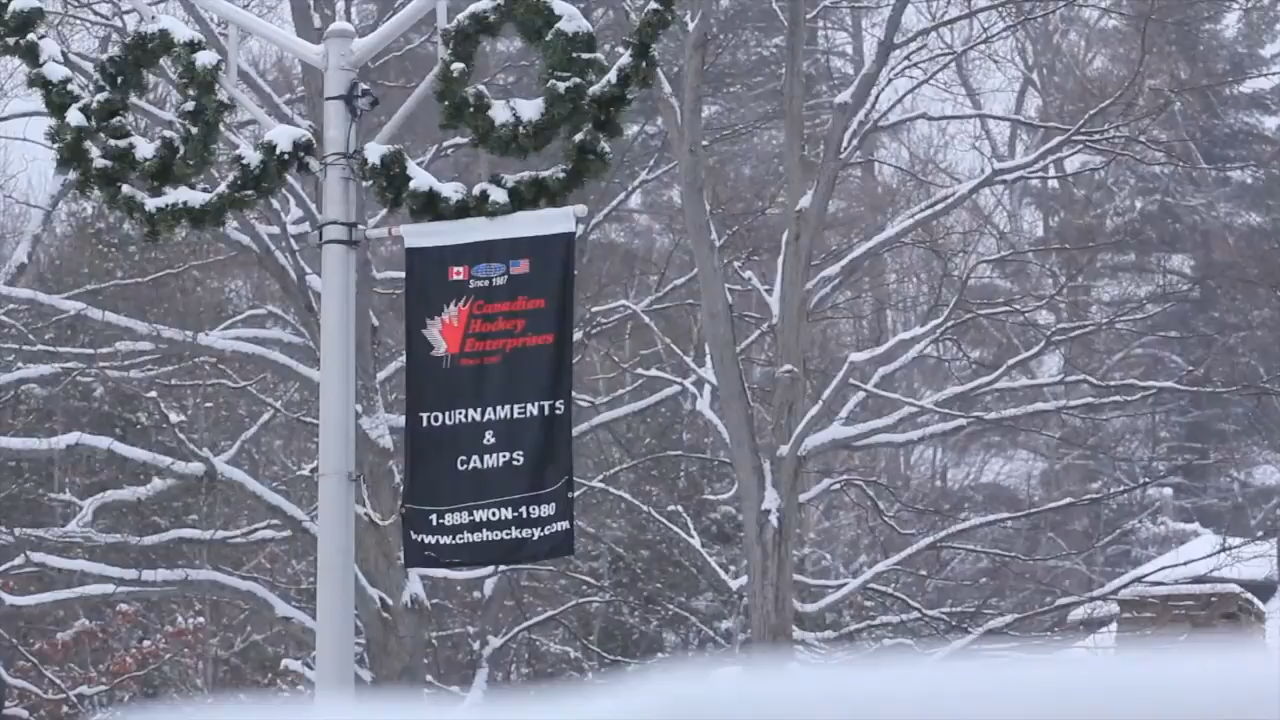 Since 1987
Canadian
Hockey
Enterprises
TOURNAMENTS
&
CAMPS
1-888-WON-1980
www.chehockey.com